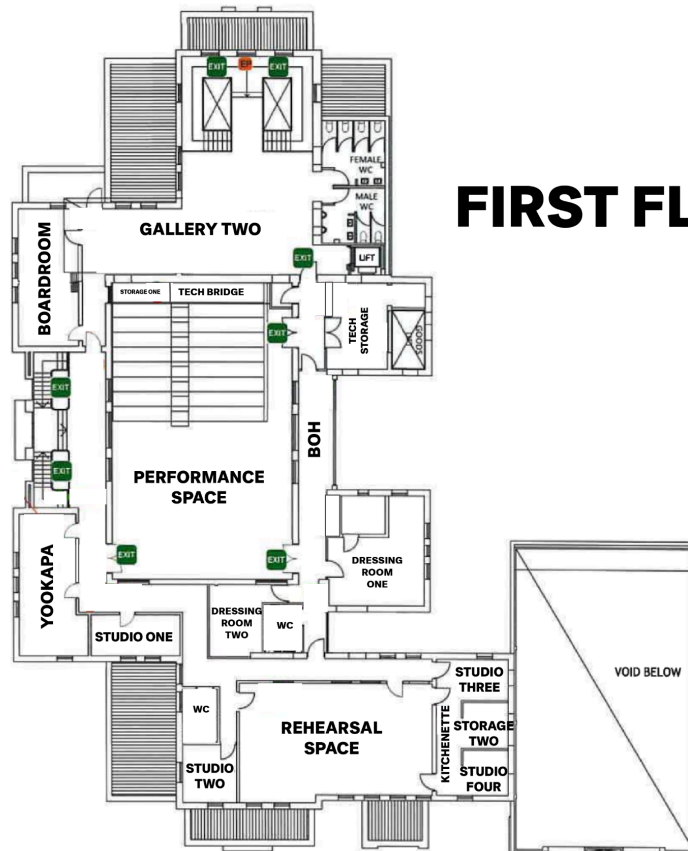 EXIT
EP
EXIT
FEMALE
WC
MALE
WC
FIRST FL
GALLERY TWO
BOARDROOM
EXIT
LIFT
STORAGE ONE
TECH BRIDGE
EXIT
TECH
STORAGE
GOODS
EXIT
BOH
EXIT
PERFORMANCE
SPACE
EXIT
EXIT
YOOKAPA
DRESSING
ROOM
ONE
DRESSING
ROOM
TWO
WC
STUDIO ONE
VOID BELOW
STUDIO
THREE
WC
REHEARSAL
SPACE
KITCHENETTE
STORAGE
TWO
STUDIO
TWO
STUDIO
FOUR